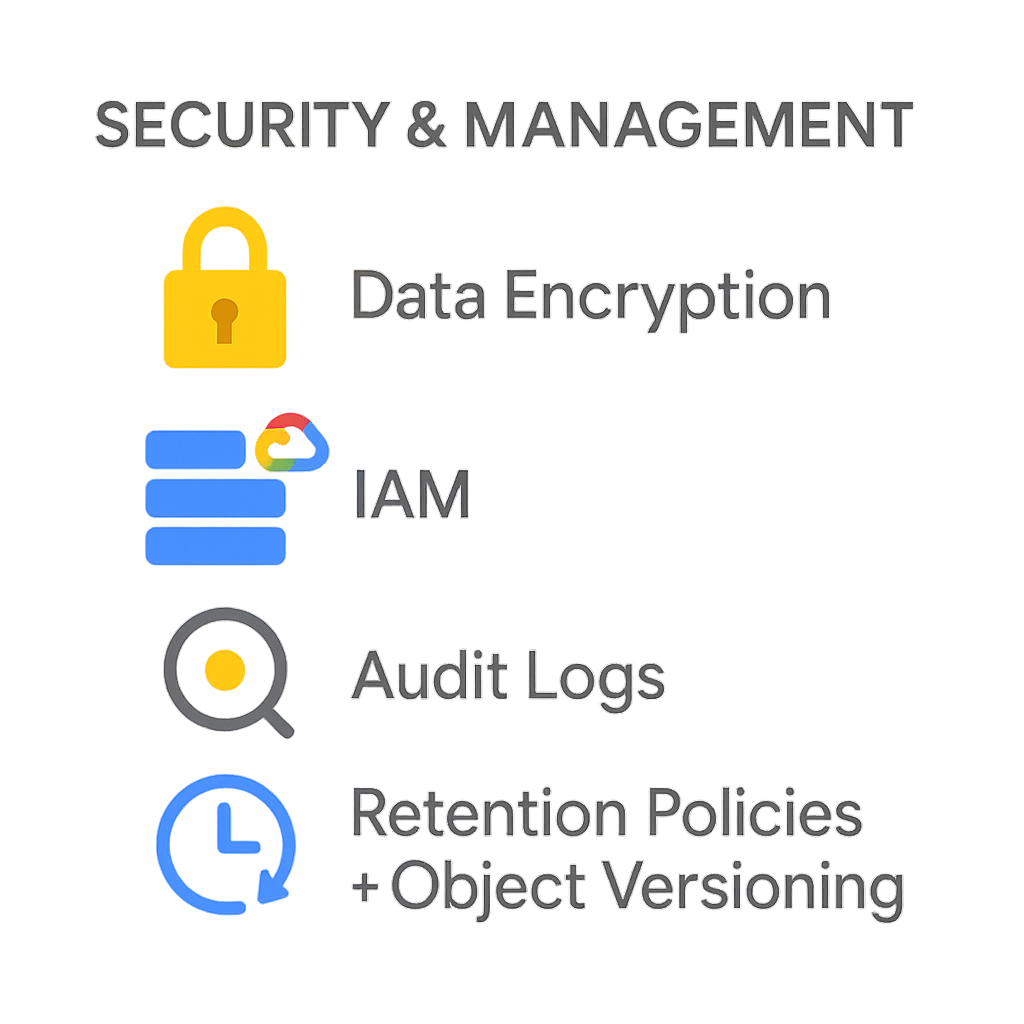 SECURITY & MANAGEMENT
Data Encryption
IAM
Audit Logs
Retention Policies
+ Object Versioning